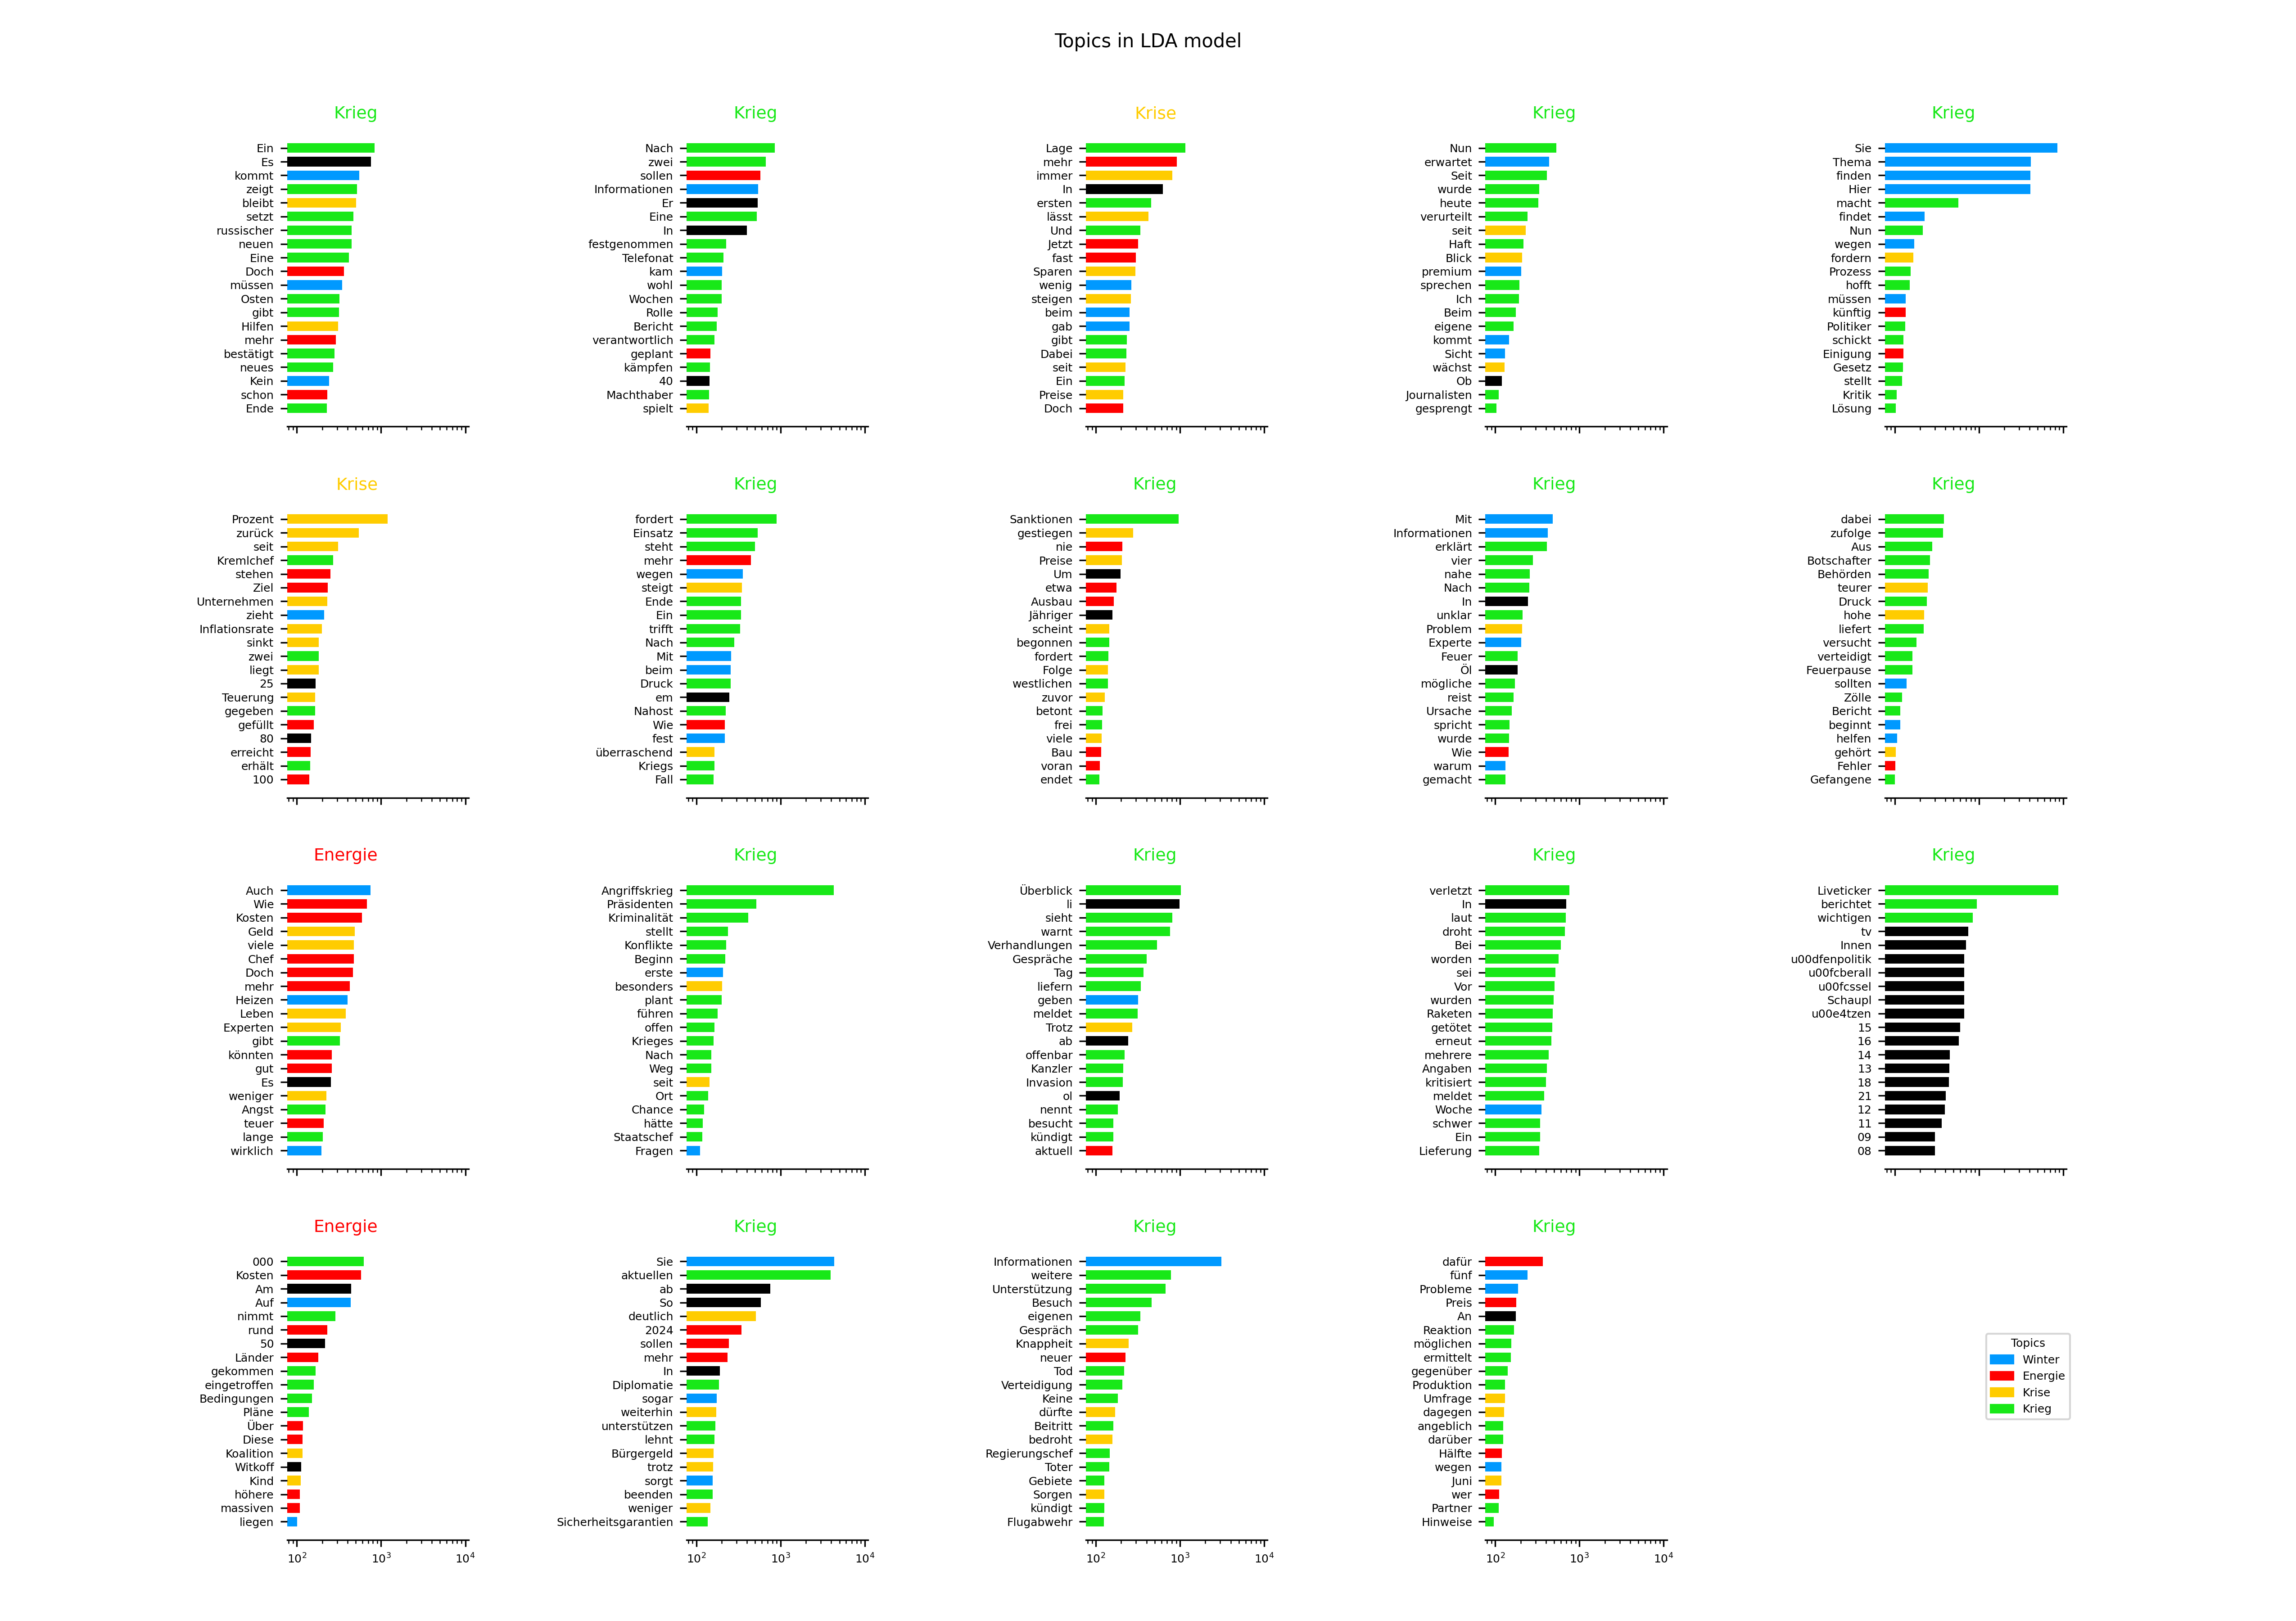 Topics in LDA model
Krieg
Ein
Es
kommt
zeigt
bleibt
setzt
russischer
neuen
Eine
Doch
müssen
Osten
gibt
Hilfen
mehr
bestätigt
neues
Kein
schon
Ende
Krieg
Nach
zwei
sollen
Informationen
Er
Eine
In
festgenommen
Telefonat
kam
wohl
Wochen
Rolle
Bericht
verantwortlich
geplant
kämpfen
40
Machthaber
spielt
Krise
Lage
mehr
immer
In
ersten
lässt
Und
Jetzt
fast
Sparen
wenig
steigen
beim
gab
gibt
Dabei
seit
Ein
Preise
Doch
Krieg
Nun
erwartet
Seit
wurde
heute
verurteilt
seit
Haft
Blick
premium
sprechen
Ich
Beim
eigene
kommt
Sicht
wächst
Ob
Journalisten
gesprengt
Krieg
Sie
Thema
finden
Hier
macht
findet
Nun
wegen
fordern
Prozess
hofft
müssen
künftig
Politiker
schickt
Einigung
Gesetz
stellt
Kritik
Lösung
Krise
Prozent
zurück
seit
Kremlchef
stehen
Ziel
Unternehmen
zieht
Inflationsrate
sinkt
zwei
liegt
25
Teuerung
gegeben
gefüllt
80
erreicht
erhält
100
Krieg
fordert
Einsatz
steht
mehr
wegen
steigt
Ende
Ein
trifft
Nach
Mit
beim
Druck
em
Nahost
Wie
fest
überraschend
Kriegs
Fall
Krieg
Sanktionen
gestiegen
nie
Preise
Um
etwa
Ausbau
Jähriger
scheint
begonnen
fordert
Folge
westlichen
zuvor
betont
frei
viele
Bau
voran
endet
Krieg
Mit
Informationen
erklärt
vier
nahe
Nach
In
unklar
Problem
Experte
Feuer
Öl
mögliche
reist
Ursache
spricht
wurde
Wie
warum
gemacht
Krieg
dabei
zufolge
Aus
Botschafter
Behörden
teurer
Druck
hohe
liefert
versucht
verteidigt
Feuerpause
sollten
Zölle
Bericht
beginnt
helfen
gehört
Fehler
Gefangene
Energie
Auch
Wie
Kosten
Geld
viele
Chef
Doch
mehr
Heizen
Leben
Experten
gibt
könnten
gut
Es
weniger
Angst
teuer
lange
wirklich
Krieg
Angriffskrieg
Präsidenten
Kriminalität
stellt
Konflikte
Beginn
erste
besonders
plant
führen
offen
Krieges
Nach
Weg
seit
Ort
Chance
hätte
Staatschef
Fragen
Krieg
Überblick
li
sieht
warnt
Verhandlungen
Gespräche
Tag
liefern
geben
meldet
Trotz
ab
offenbar
Kanzler
Invasion
ol
nennt
besucht
kündigt
aktuell
Krieg
verletzt
In
laut
droht
Bei
worden
sei
Vor
wurden
Raketen
getötet
erneut
mehrere
Angaben
kritisiert
meldet
Woche
schwer
Ein
Lieferung
Krieg
Liveticker
berichtet
wichtigen
tv
Innen
u00dfenpolitik
u00fcberall
u00fcssel
Schaupl
u00e4tzen
15
16
14
13
18
21
12
11
09
08
Energie
000
Kosten
Am
Auf
nimmt
rund
50
Länder
gekommen
eingetroffen
Bedingungen
Pläne
Über
Diese
Koalition
Witkoff
Kind
höhere
massiven
liegen
10² 10³ 10⁴
Krieg
Sie
aktuellen
ab
So
deutlich
2024
sollen
mehr
In
Diplomatie
sogar
weiterhin
unterstützen
lehnt
Bürgergeld
trotz
sorgt
beenden
weniger
Sicherheitsgarantien
10² 10³ 10⁴
Krieg
Informationen
weitere
Unterstützung
Besuch
eigenen
Gespräch
Knappheit
neuer
Tod
Verteidigung
Keine
dürfte
Beitritt
bedroht
Regierungschef
Toter
Gebiete
Sorgen
kündigt
Flugabwehr
10² 10³ 10⁴
Krieg
dafür
fünf
Probleme
Preis
An
Reaktion
möglichen
ermittelt
gegenüber
Produktion
Umfrage
dagegen
angeblich
darüber
Hälfte
wegen
Juni
wer
Partner
Hinweise
10² 10³ 10⁴
Topics
Winter
Energie
Krise
Krieg